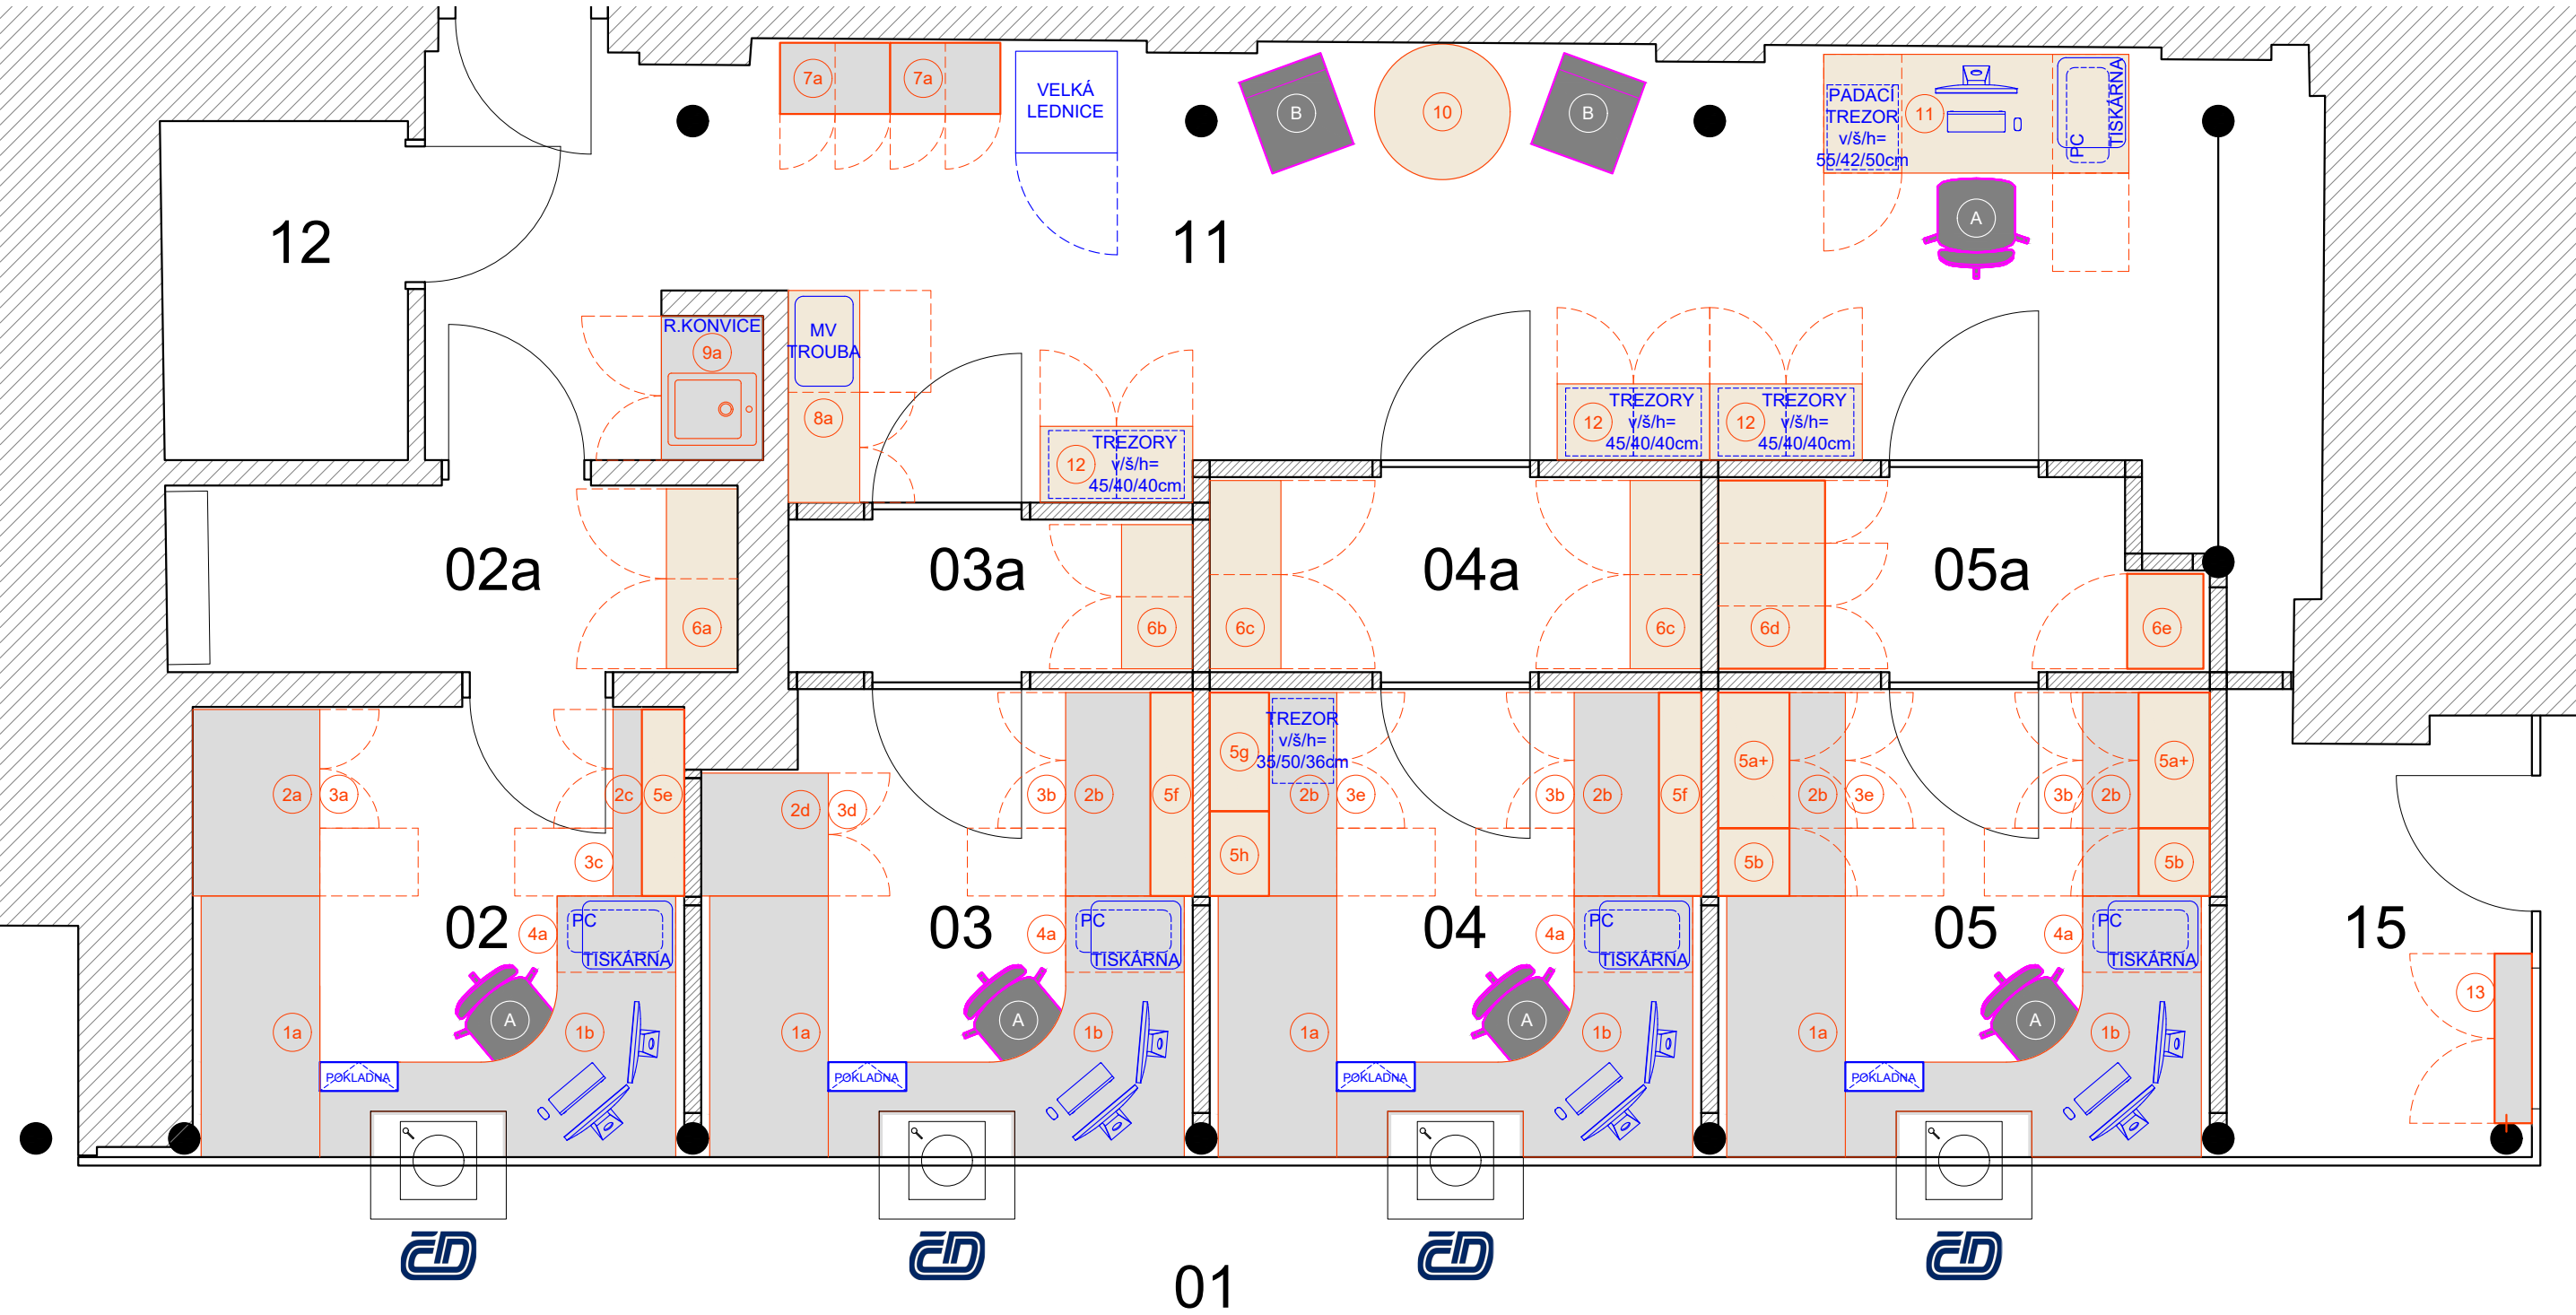 7a
7a
VELKÁ
LEDNICE
B
10
B
PADACÍ
TREZOR
v/š/h=
55/42/50cm
11
PC
TISKÁRNA
A
12
11
R.KONVICE
9a
MV
TROUBA
8a
12
TREZORY
v/š/h=
45/40/40cm
12
TREZORY
v/š/h=
45/40/40cm
12
TREZORY
v/š/h=
45/40/40cm
02a
6a
03a
6b
6c
04a
6c
6d
05a
6e
2a
3a
2c
5e
3c
2d
3d
3b
2b
5f
5g
TREZOR
v/š/h=
35/50/36cm
2b
3e
5h
3b
2b
5f
5a+
2b
3e
5b
3b
2b
5a+
5b
02
4a
PC
TISKÁRNA
03
4a
PC
TISKÁRNA
04
4a
PC
TISKÁRNA
05
4a
PC
TISKÁRNA
15
13
1a
A
1b
POKLADNA
1a
A
1b
POKLADNA
1a
A
1b
POKLADNA
1a
A
1b
POKLADNA
ČD
ČD
ČD
ČD
01